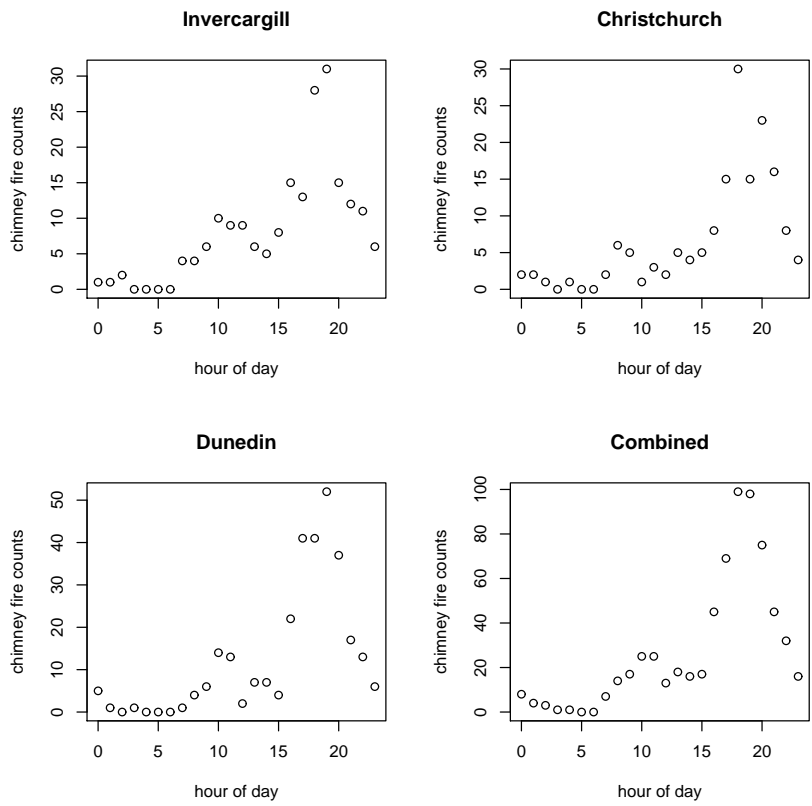 Invercargill
chimney fire counts
0 5 10 15 20 25 30
0 5 10 15 20
hour of day
Christchurch
chimney fire counts
0 5 10 15 20 25 30
0 5 10 15 20
hour of day
Dunedin
chimney fire counts
0 10 20 30 40 50
0 5 10 15 20
hour of day
Combined
chimney fire counts
0 20 40 60 80 100
0 5 10 15 20
hour of day